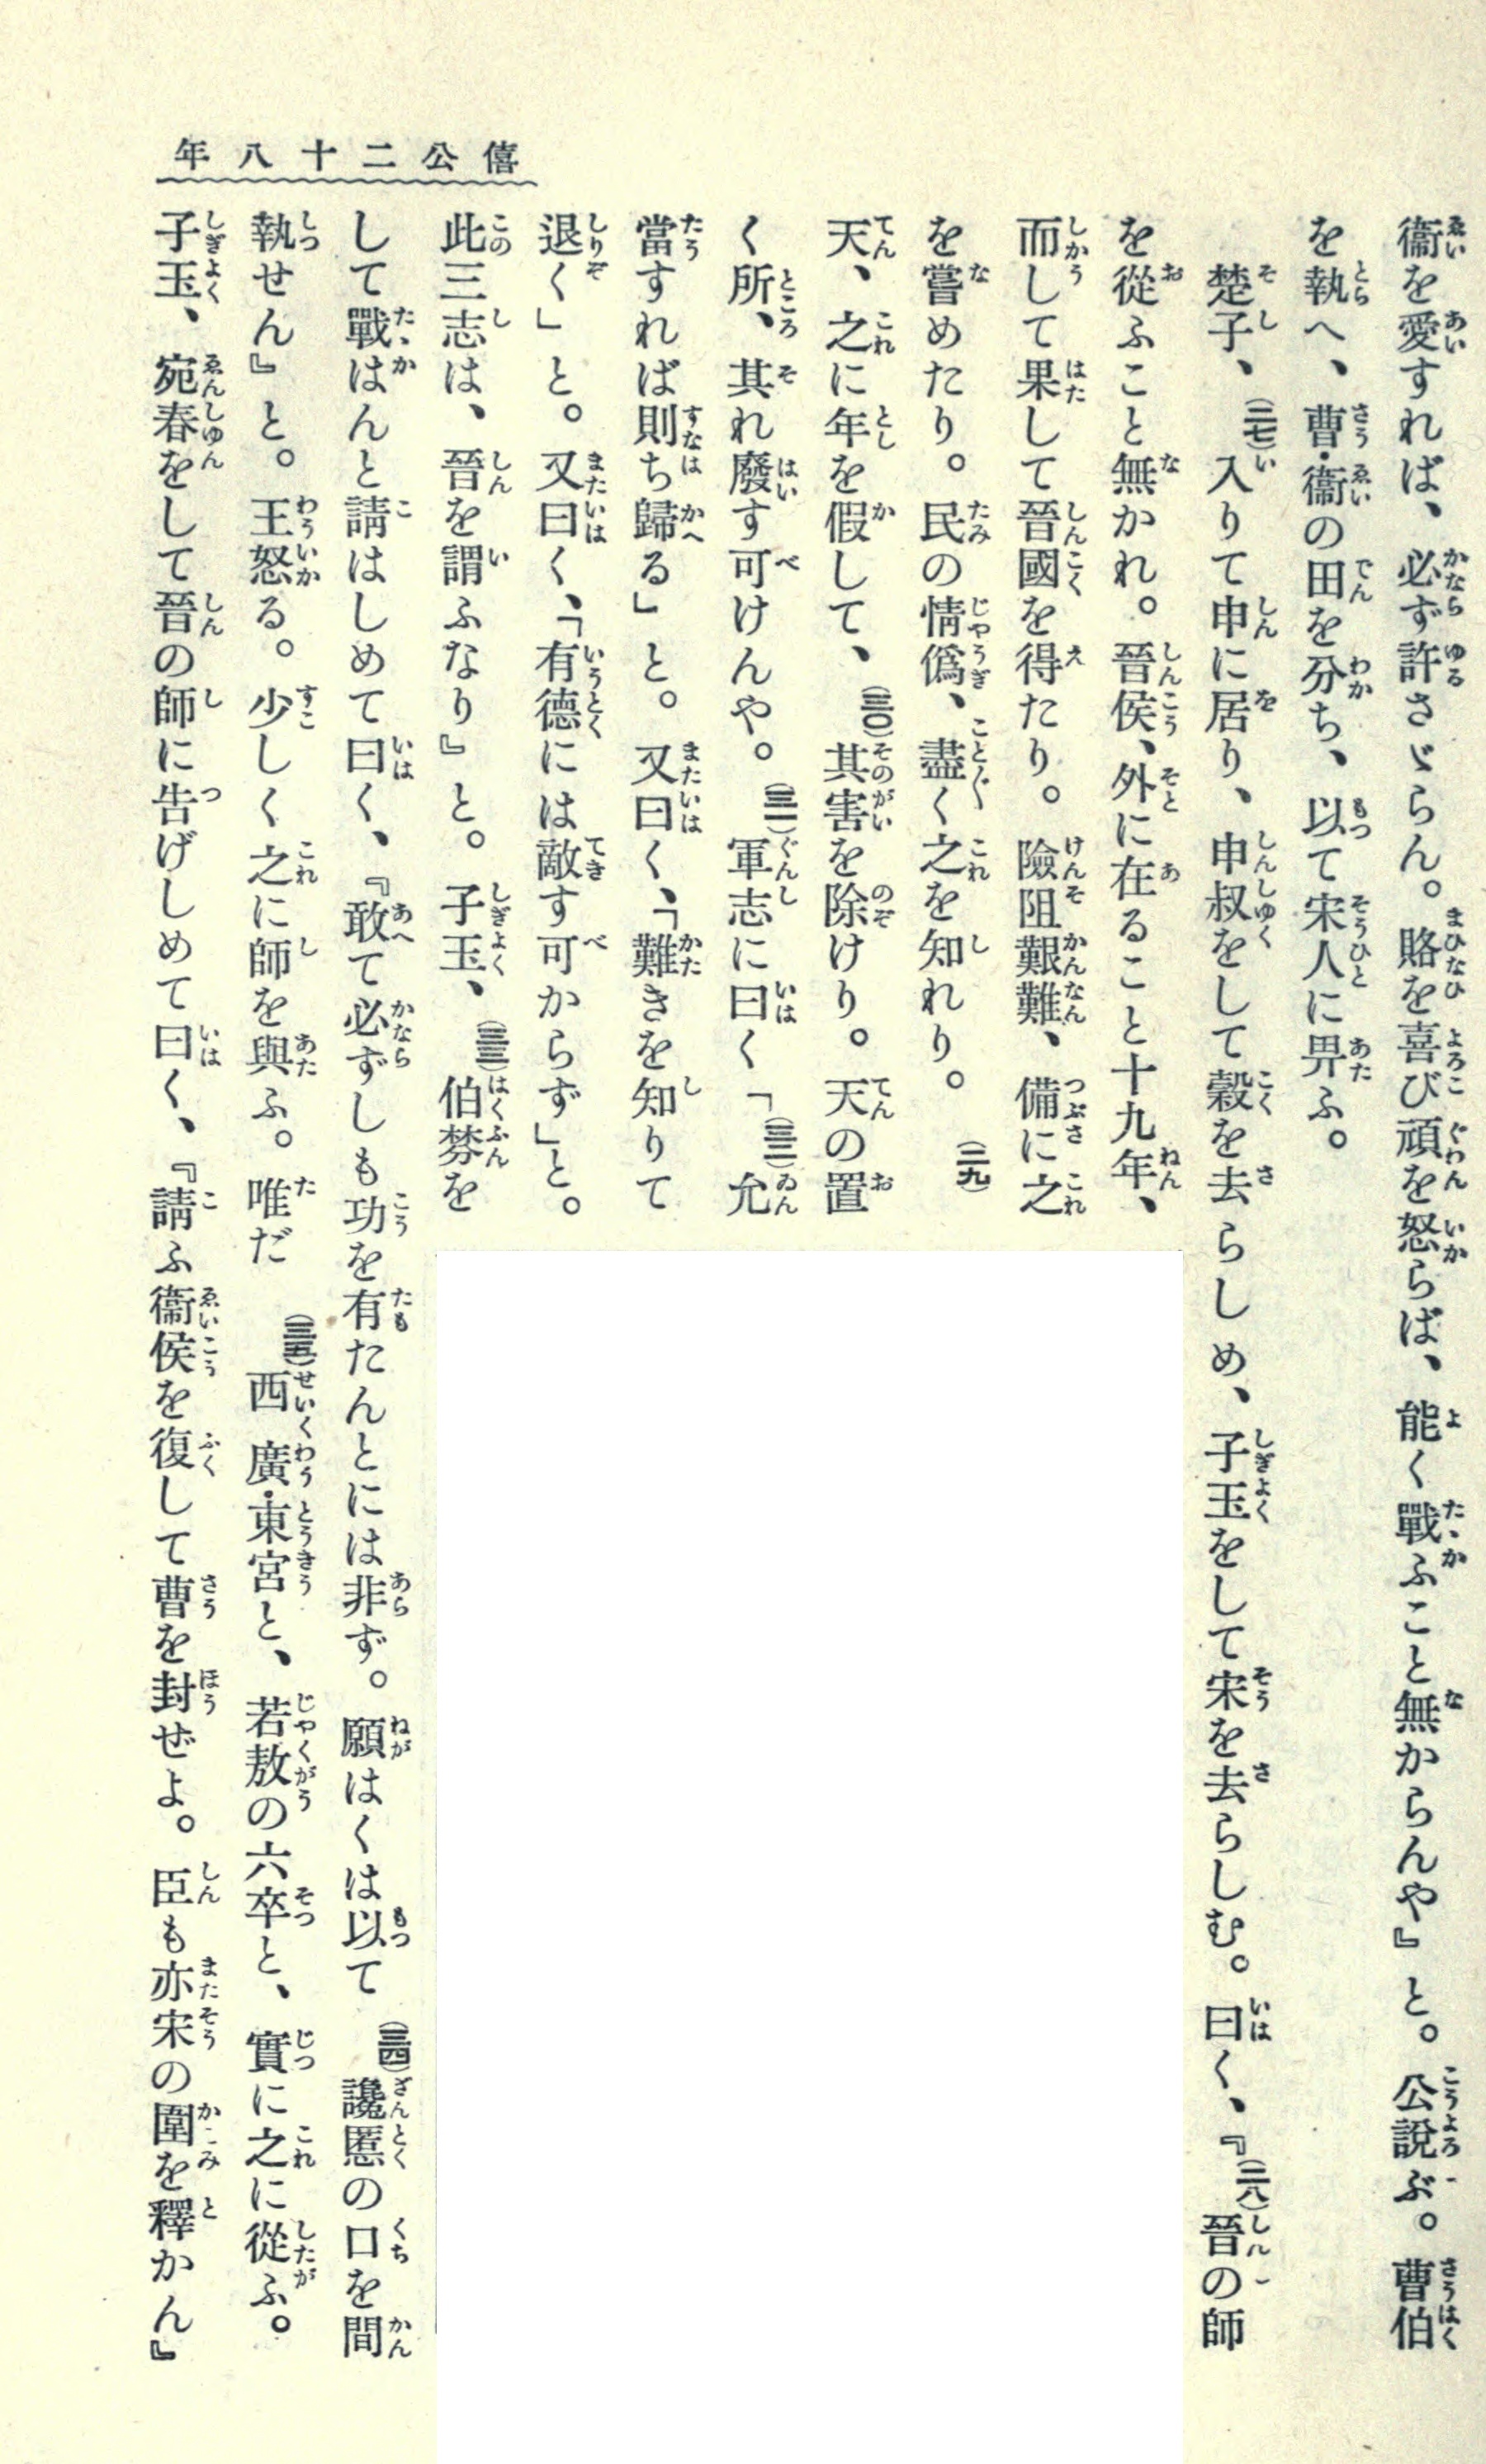 僖公二十八年
衞を愛すれば、必ず許さゞらん。賂を喜び頑を怒らば、能く戰ふこと無からんや』と。公說ぶ。曹伯
を執へ、曹・衞の田を分ち、以て宋人に畀ふ。
楚子、(二七)入りて申に居り、申叔をして穀を去らしめ、子玉をして宋を去らしむ。曰く、『(二八)晉の師
を從ふこと無かれ。晉侯、外に在ること十九年、
而して果して晉國を得たり。險阻艱難、備に之
を嘗めたり。民の情僞、盡く之を知れり。(二九)
天、之に年を假して、(三〇)其害を除けり。天の置
く所、其れ廢す可けんや。(三一)軍志に曰く「(三二)允
當すれば則ち歸る」と。又曰く、「難きを知りて
退く」と。又曰く、「有德には敵す可からず」と。
此三志は、晉を謂ふなり』と。子玉、(三三)伯棼を
して戰はんと請はしめて曰く、『敢て必ずしも功を有たんとには非ず。願はくは以て(三四)讒慝の口を間
執せん』と。王怒る。少しく之に師を與ふ。唯だ(三五)西廣・東宮と、若敖の六卒と、實に之に從ふ。
子玉、宛春をして晉の師に告げしめて曰く、『請ふ衞侯を復して曹を封ぜよ。臣も亦宋の圍を釋かん』